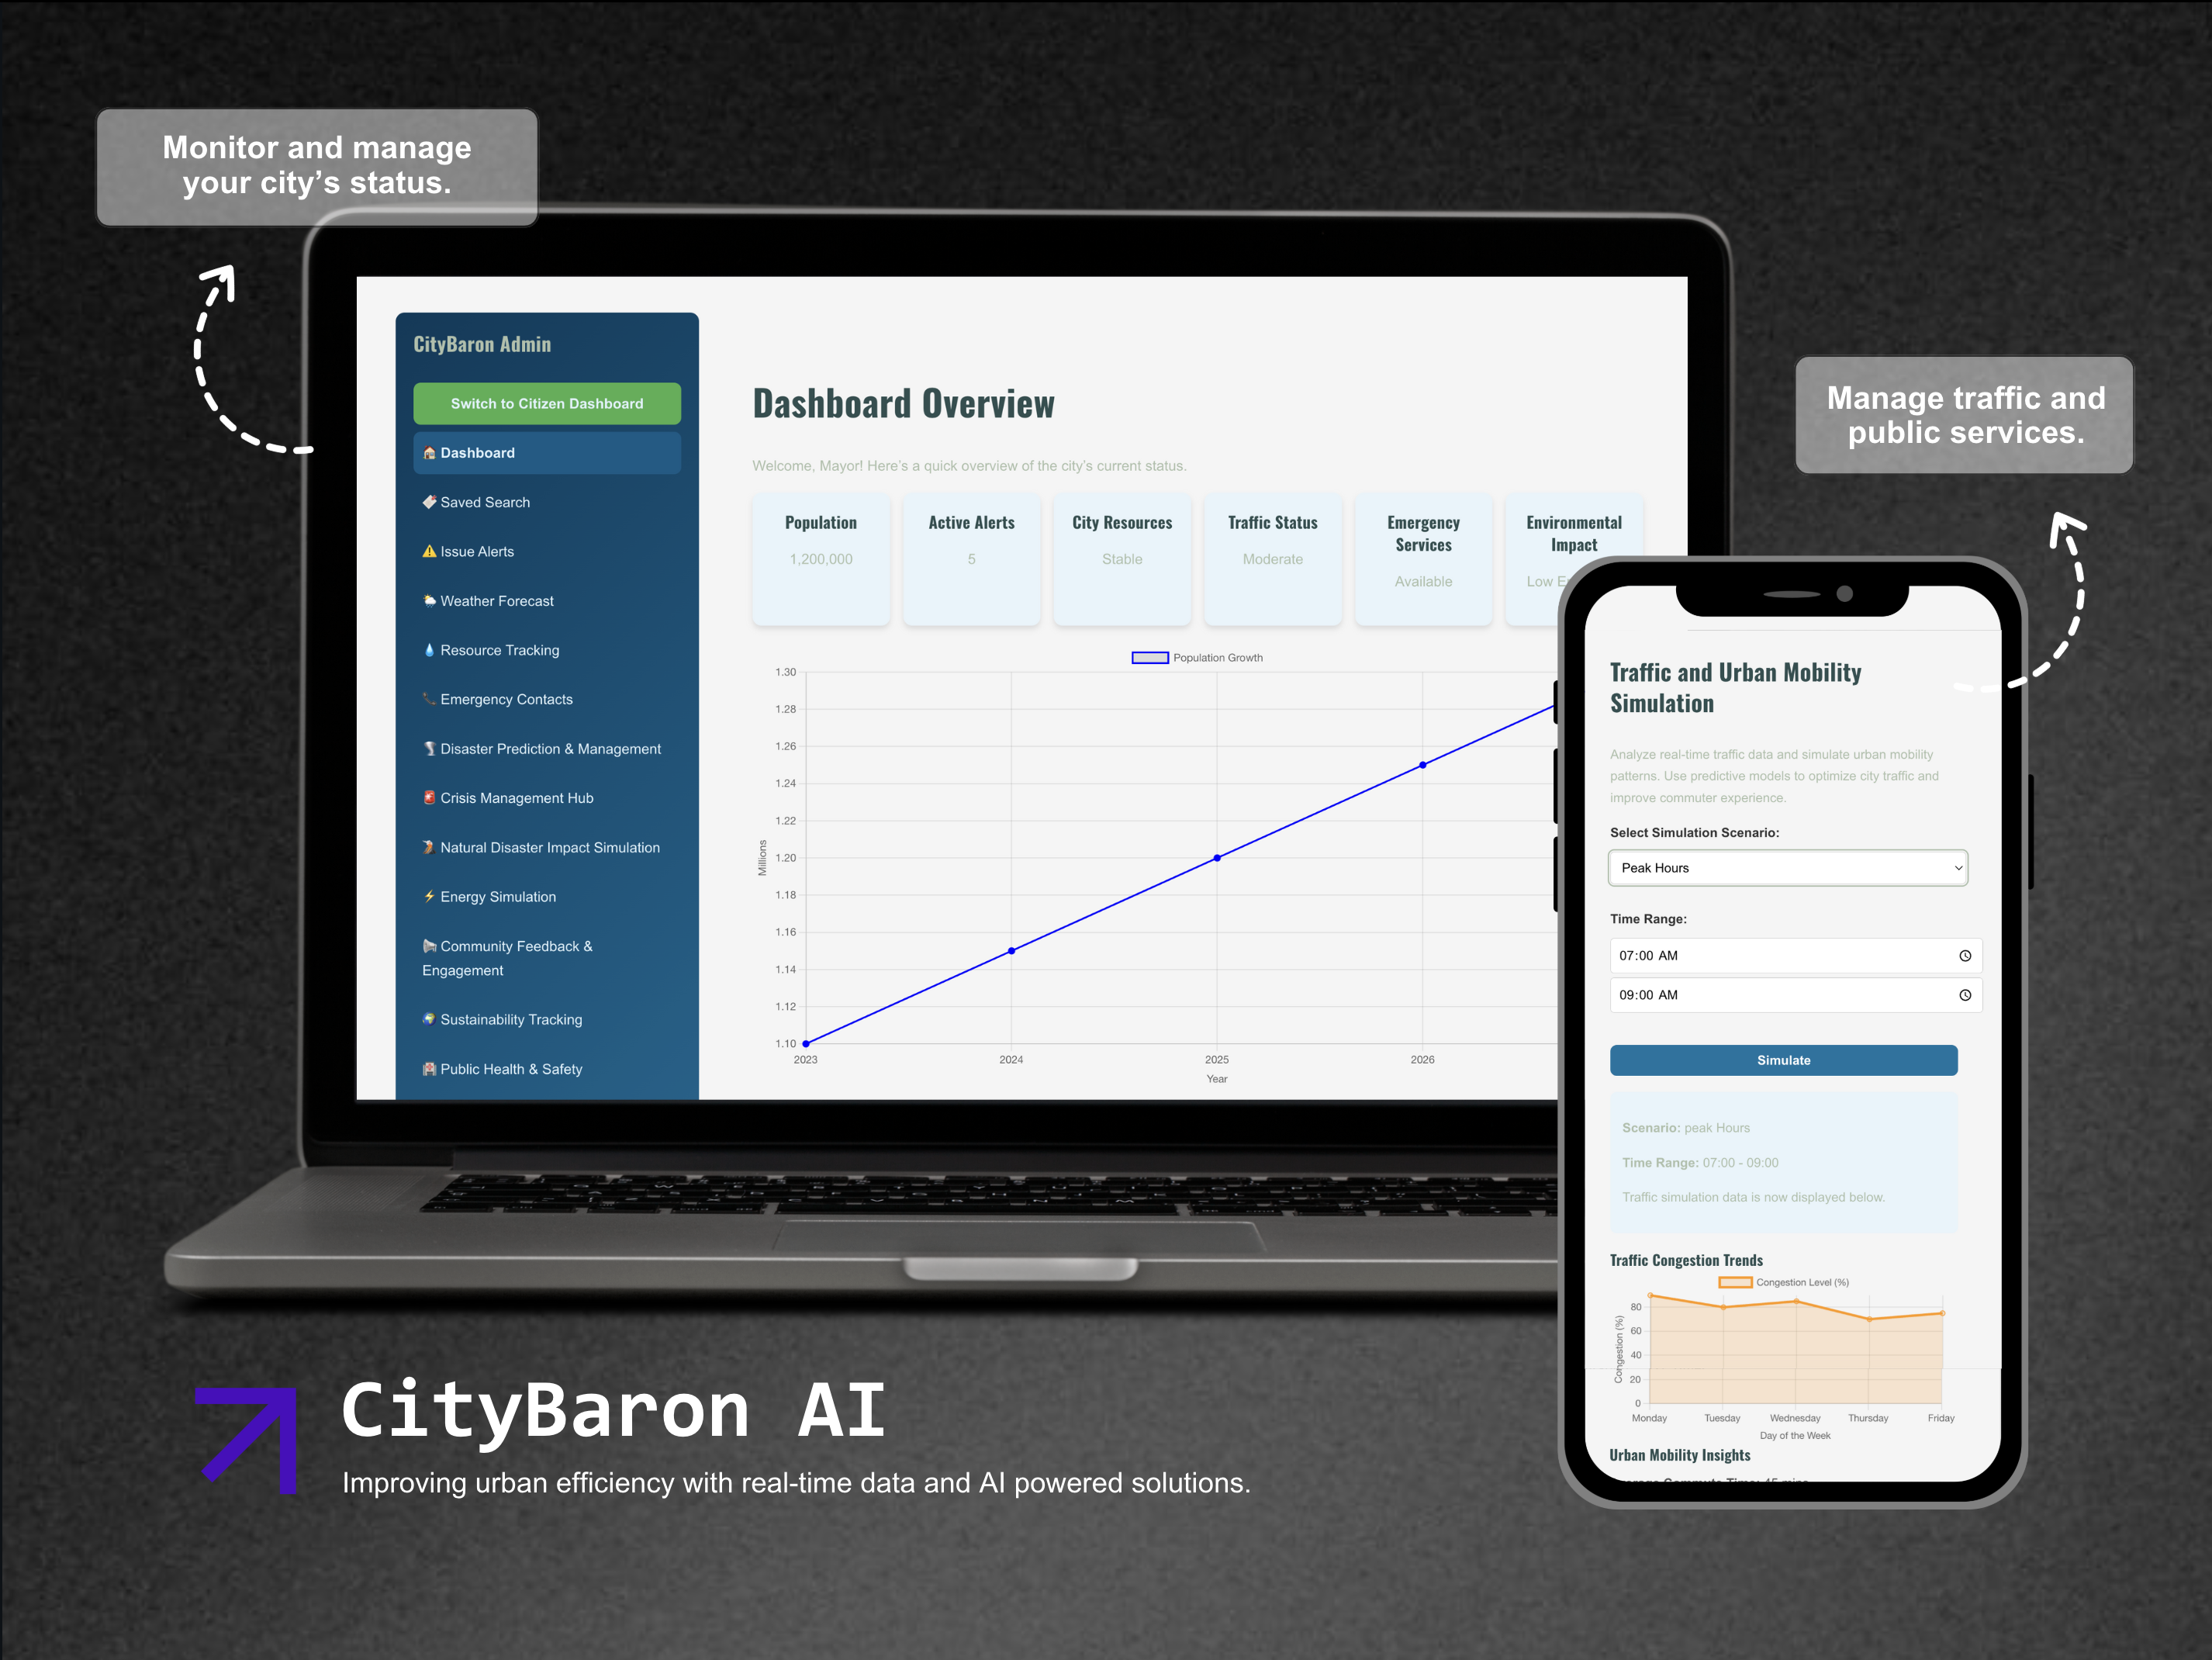 Monitor and manage
your city’s status.
CityBaron Admin
Switch to Citizen Dashboard
Dashboard
Saved Search
Issue Alerts
Weather Forecast
Resource Tracking
Emergency Contacts
Disaster Prediction & Management
Crisis Management Hub
Natural Disaster Impact Simulation
Energy Simulation
Community Feedback &
Engagement
Sustainability Tracking
Public Health & Safety
Dashboard Overview
Welcome, Mayor! Here’s a quick overview of the city’s current status.
Population
1,200,000
Active Alerts
5
City Resources
Stable
Traffic Status
Moderate
Emergency
Services
Available
Environmental
Impact
Low
Population Growth
1.30
1.28
1.26
1.24
1.22
1.20
1.18
1.16
1.14
1.12
1.10
Millions
2023 2024 2025 2026
Year
Manage traffic and
public services.
Traffic and Urban Mobility
Simulation
Analyze real-time traffic data and simulate urban mobility
patterns. Use predictive models to optimize city traffic and
improve commuter experience.
Select Simulation Scenario:
Peak Hours
Time Range:
07:00 AM
09:00 AM
Simulate
Scenario: peak Hours
Time Range: 07:00 - 09:00
Traffic simulation data is now displayed below.
Traffic Congestion Trends
Congestion Level (%)
80
60
40
20
0
Congestion (%)
Monday Tuesday Wednesday Thursday Friday
Day of the Week
Urban Mobility Insights
CityBaron AI
Improving urban efficiency with real-time data and AI powered solutions.